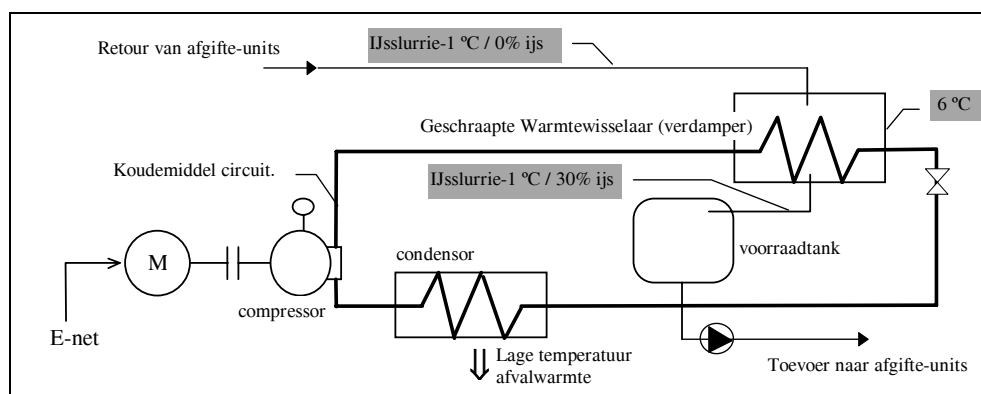 IJsslurrie-1 ºC / 0% ijs
Retour van afgifte-units
6 ºC
Geschraapte Warmtewisselaar (verdamper)
Koudemiddel circuit.
IJsslurrie-1 ºC / 30% ijs
condensor
voorraadtank
M
compressor
E-net
Lage temperatuur
afvalwarmte
Toevoer naar afgifte-units